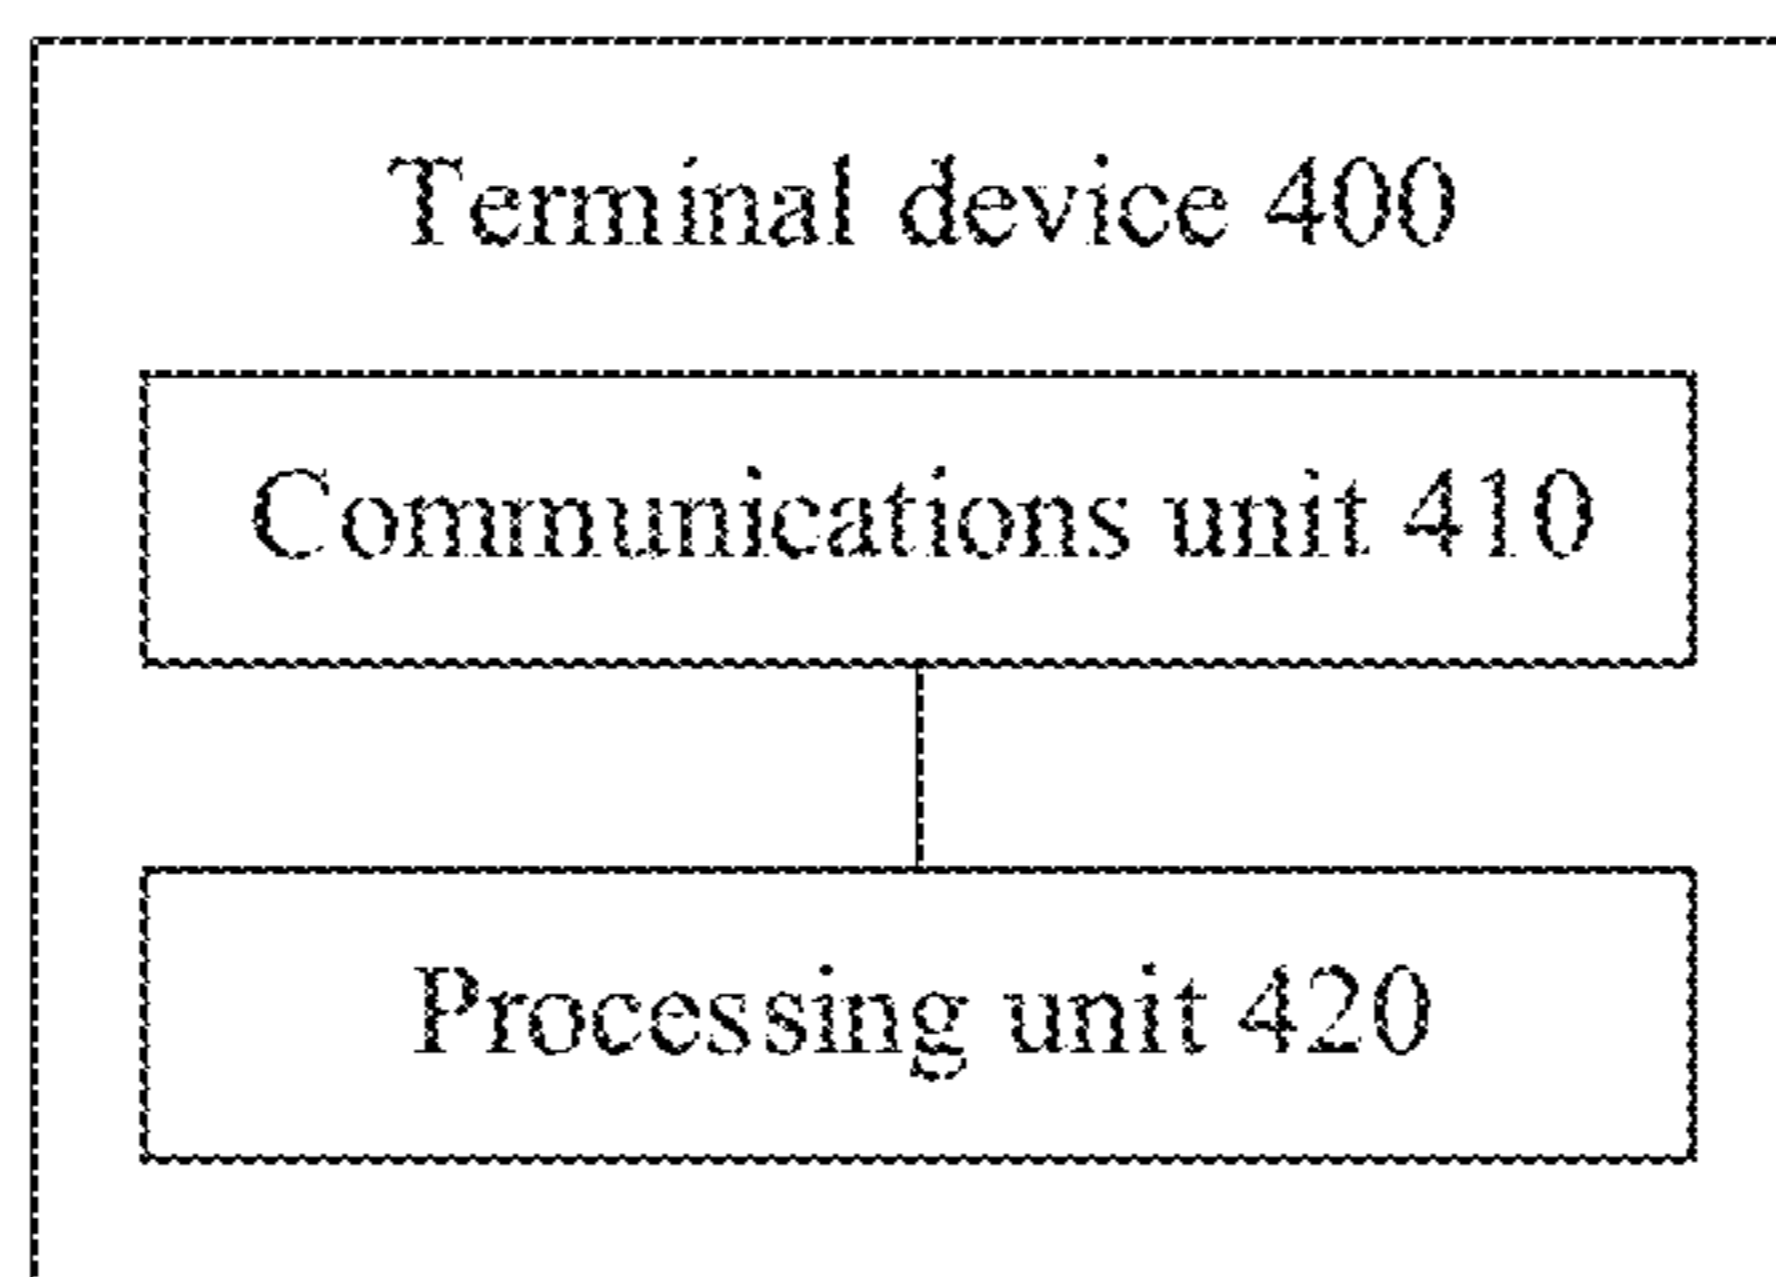 Terminal device 400
Communications unit 410
Processing unit 420